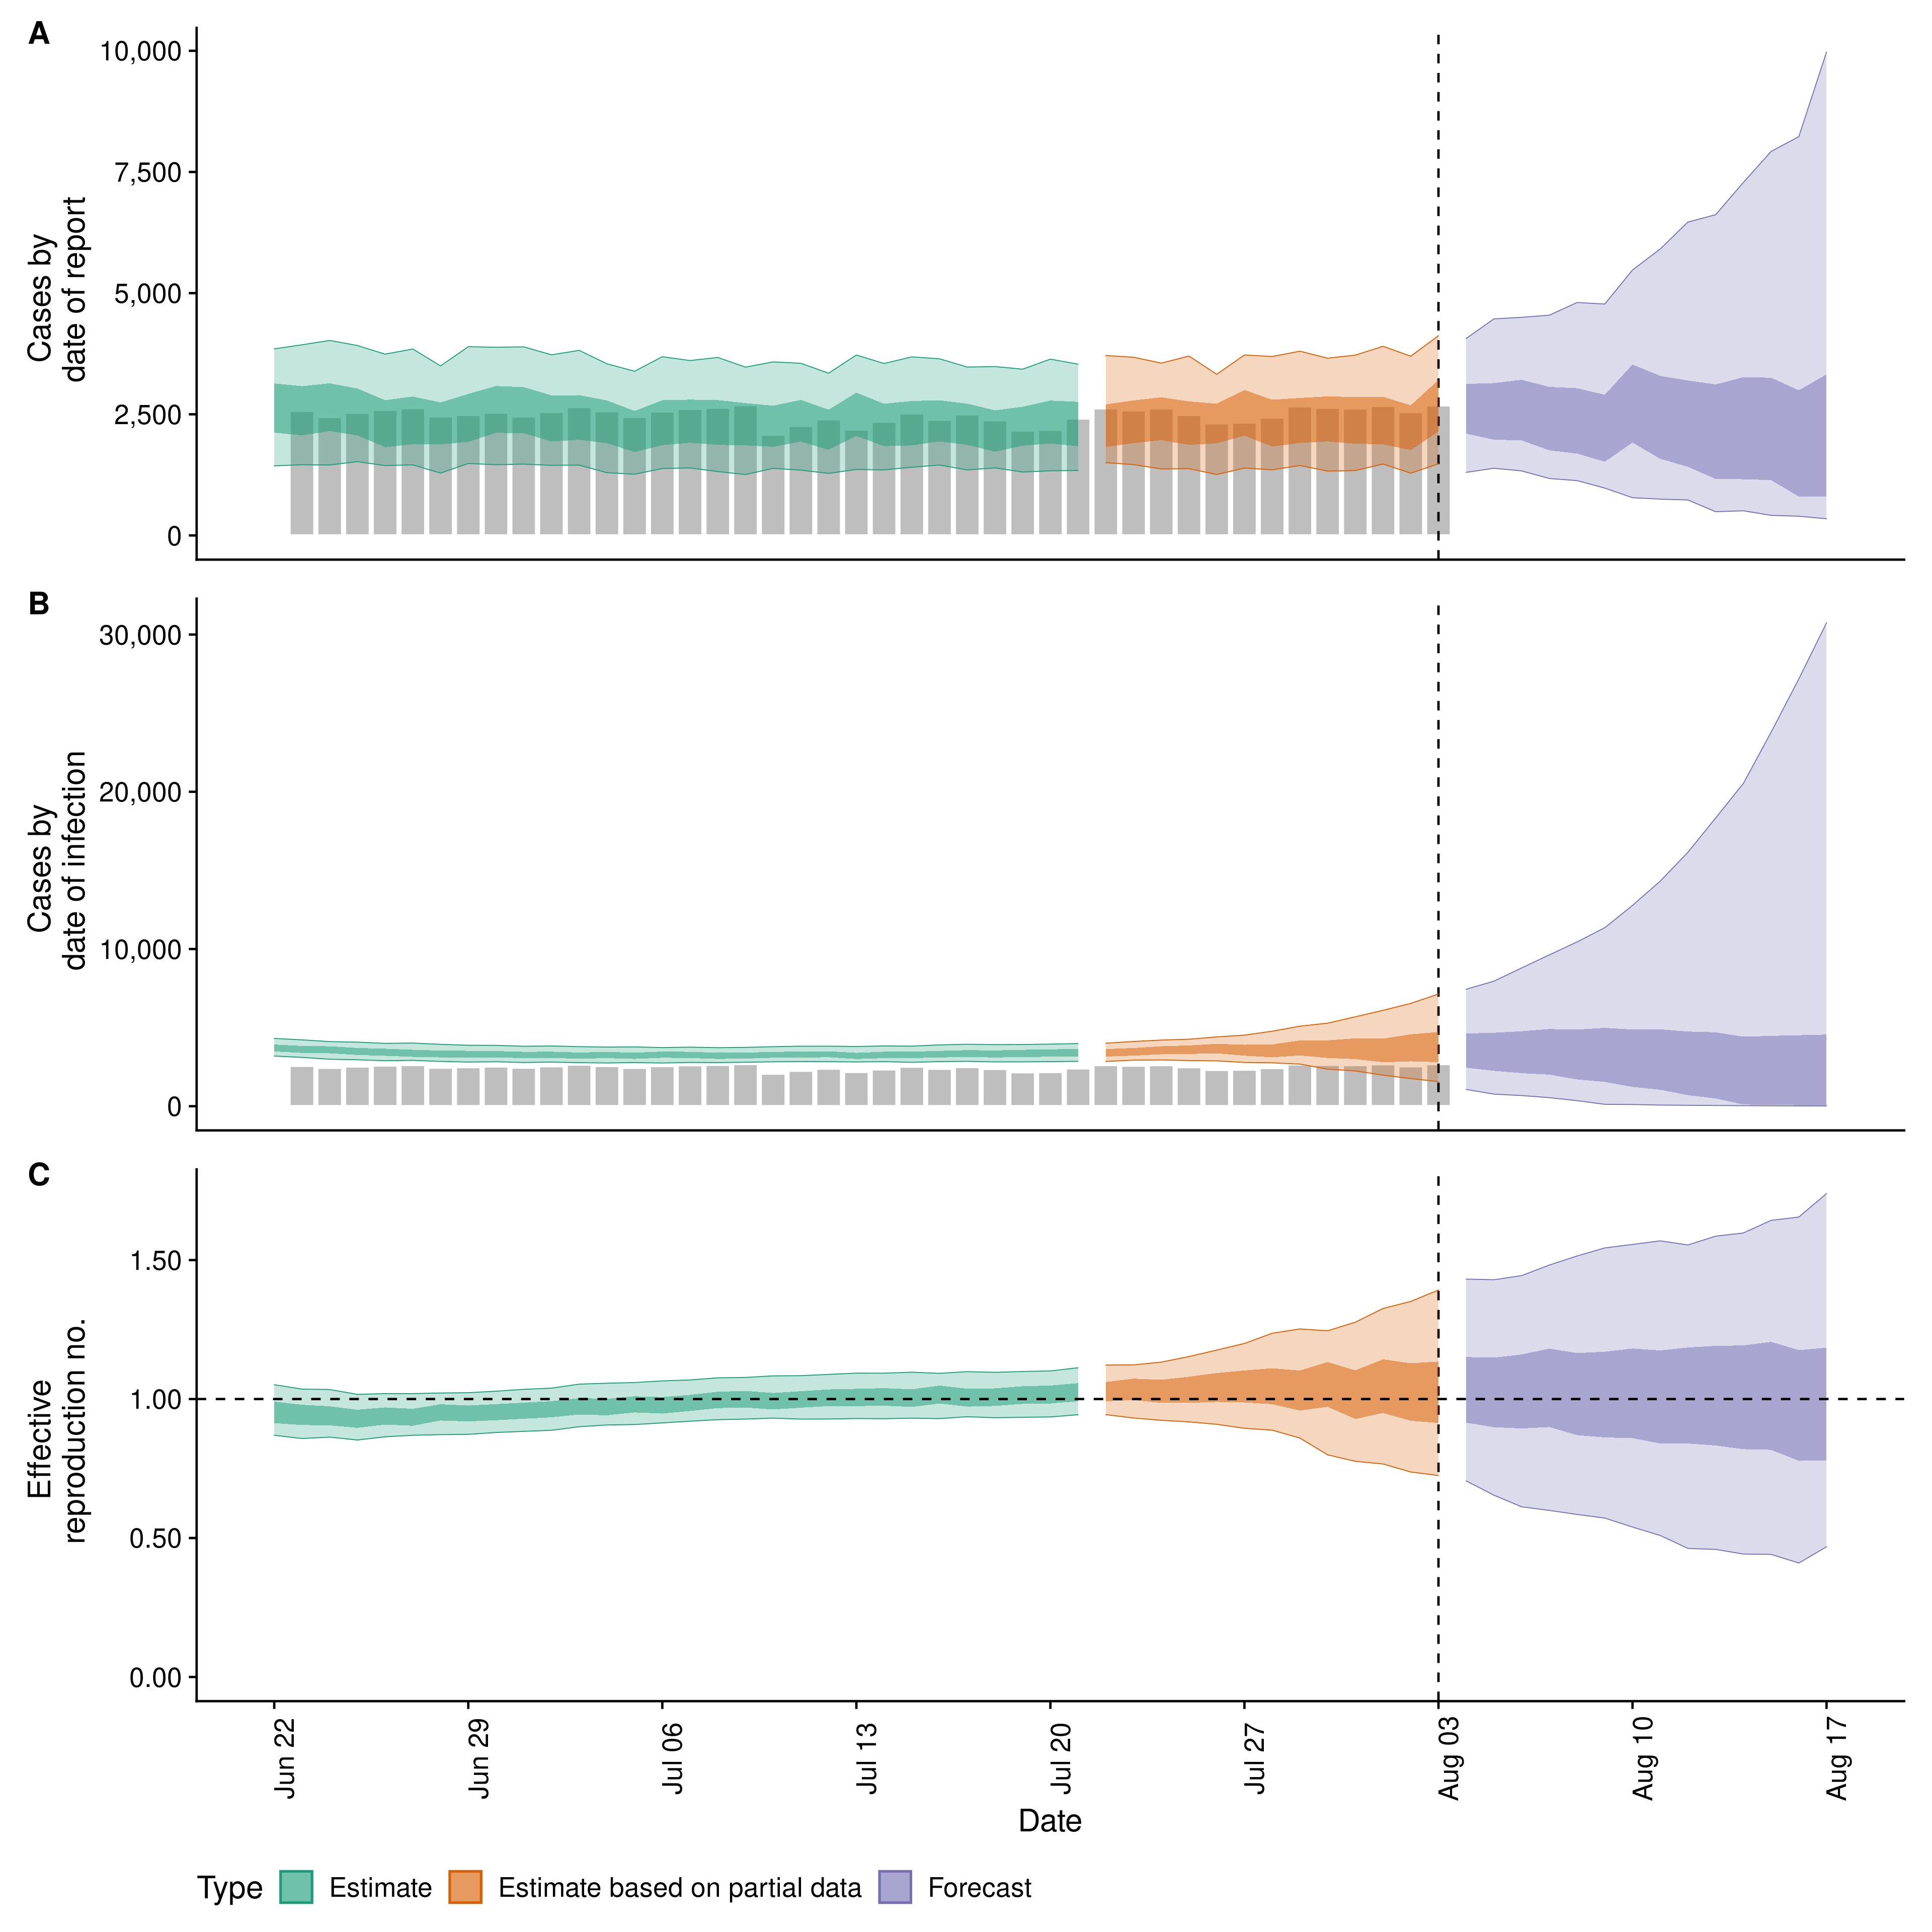 A
10,000
7,500
5,000
2,500
0
Cases by
date of report
B
30,000
20,000
10,000
0
Cases by
date of infection
C
1.50
1.00
0.50
0.00
Effective
reproduction no.
Jun 22
Jun 29
Jul 06
Jul 13
Jul 20
Jul 27
Aug 03
Aug 10
Aug 17
Date
Type Estimate Estimate based on partial data Forecast